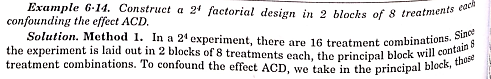 Example 6·14. Construct a 2⁴ factorial design in 2 blocks of 8 treatments each
confounding the effect ACD.
Solution. Method 1. In a 2⁴ experiment, there are 16 treatment combinations. Since
the experiment is laid out in 2 blocks of 8 treatments each, the principal block will contain 8
treatment combinations. To confound the effect ACD, we take in the principal block, those